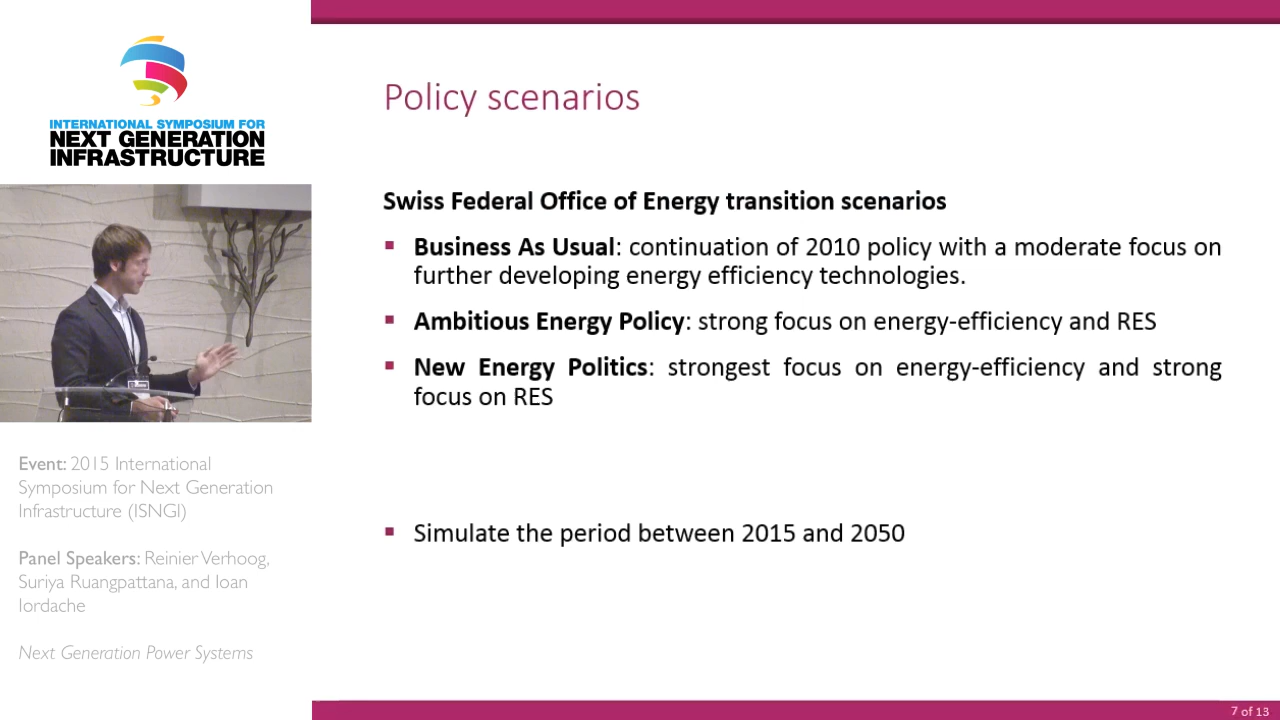 INTERNATIONAL SYMPOSIUM FOR
NEXT GENERATION
INFRASTRUCTURE
Event: 2015 International
Symposium for Next Generation
Infrastructure (ISNGI)
Panel Speakers: Reinier Verhoog,
Suriya Ruangpattana, and Ioan
Iordache
Next Generation Power Systems
Policy scenarios
Swiss Federal Office of Energy transition scenarios
▪ Business As Usual: continuation of 2010 policy with a moderate focus on
further developing energy efficiency technologies.
▪ Ambitious Energy Policy: strong focus on energy-efficiency and RES
▪ New Energy Politics: strongest focus on energy-efficiency and strong
focus on RES
▪ Simulate the period between 2015 and 2050
7 of 13